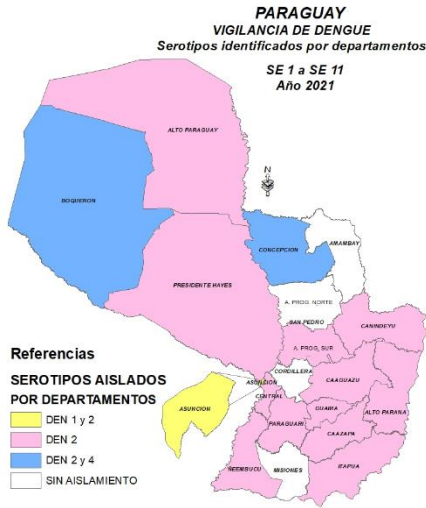 PARAGUAY
VIGILANCIA DE DENGUE
Serotipos identificados por departamentos
SE 1 a SE 11
Año 2021
ALTO PARAGUAY
N
BOQUERON
CONCEPCION
AMAMBAY
PRESIDENTE HAYES
A. PROG. NORTE
SAN PEDRO
CANINDEYU
A. PROG. SUR
CORDILLERA
ASUNCION
CAAGUAZU
CENTRAL
ASUNCION
GUAIRA
ALTO PARANA
PARAGUARI
CAAZAPA
ÑEEMBUCU
MISIONES
ITAPUA
Referencias
SEROTIPOS AISLADOS
POR DEPARTAMENTOS
DEN 1 y 2
DEN 2
DEN 2 y 4
SIN AISLAMIENTO